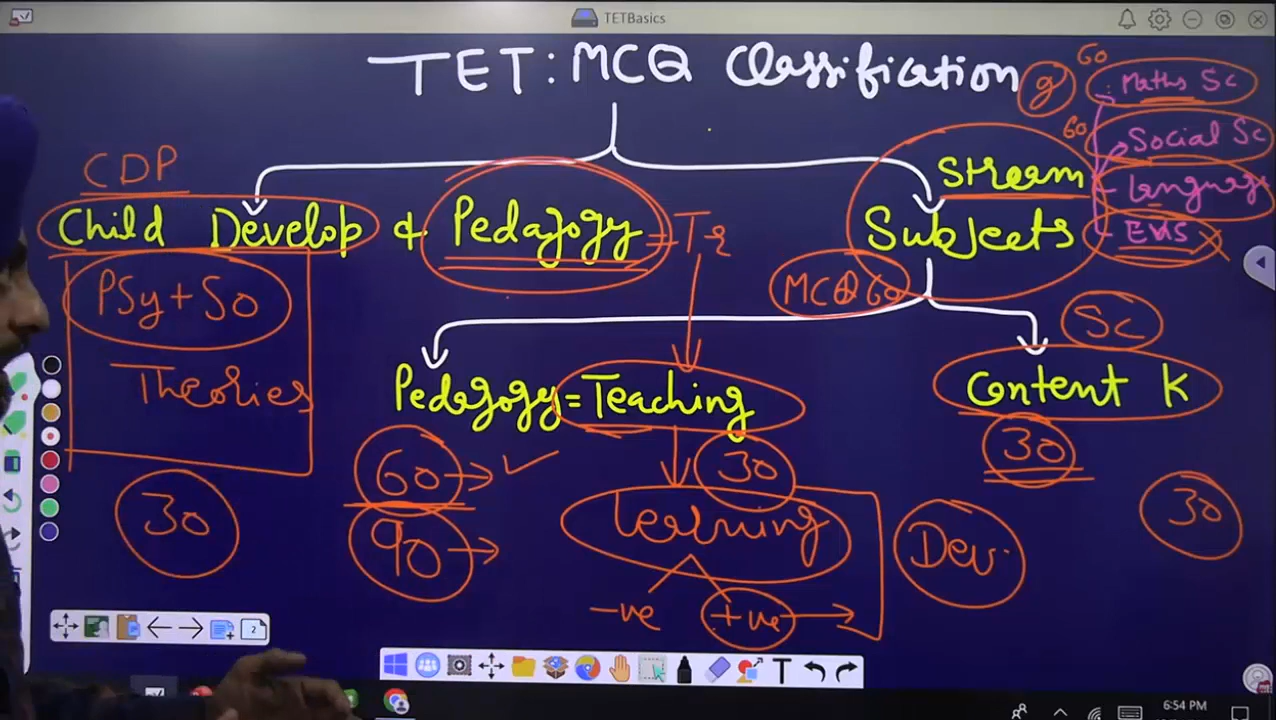 TETBasics
TET: MCQ Classification
g
60
Maths Sc
60
Social Sc
Language
EVS
CDP
Stream
Child Develop & Pedagogy = Tr
Subjects
MCQ 60
PSy + So
Sc
Theories
Pedagogy = Teaching
Content K
60
30
30
30
90
learning
Dev.
30
-ve
+ve
2
T
6:54 PM